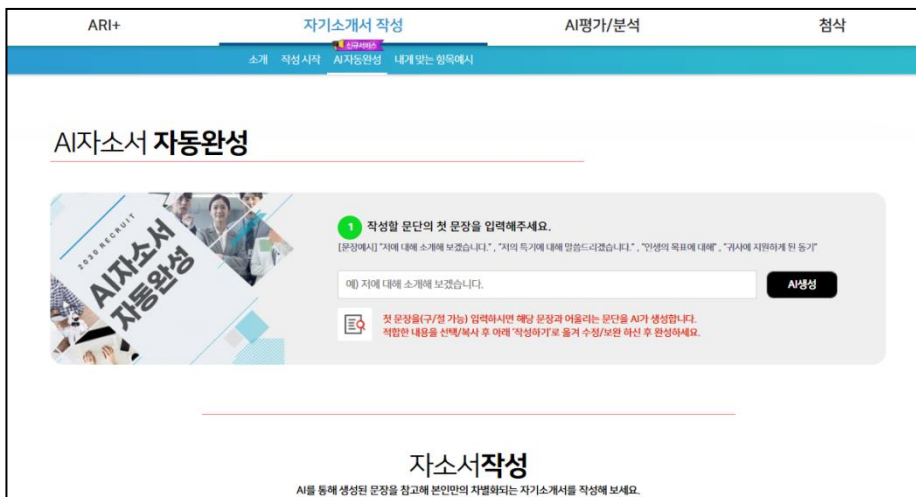 ARI+
자기소개서 작성
AI평가/분석
첨삭
신규서비스
소개
작성 시작
AI자동완성
내게 맞는 항목예시
AI자소서 자동완성
2030 RECRUIT
AI자소서
자동완성
1 작성할 문단의 첫 문장을 입력해주세요.
[문장예시] "저에 대해 소개해 보겠습니다." , "저의 특기에 대해 말씀드리겠습니다." , "인생의 목표에 대해" , "귀사에 지원하게 된 동기"
예) 저에 대해 소개해 보겠습니다.
AI생성
첫 문장을(구/절 가능) 입력하시면 해당 문장과 어울리는 문단을 AI가 생성합니다.
적합한 내용을 선택/복사 후 아래 '작성하기'로 옮겨 수정/보완 하신 후 완성하세요.
자소서작성
AI를 통해 생성된 문장을 참고해 본인만의 차별화되는 자기소개서를 작성해 보세요.